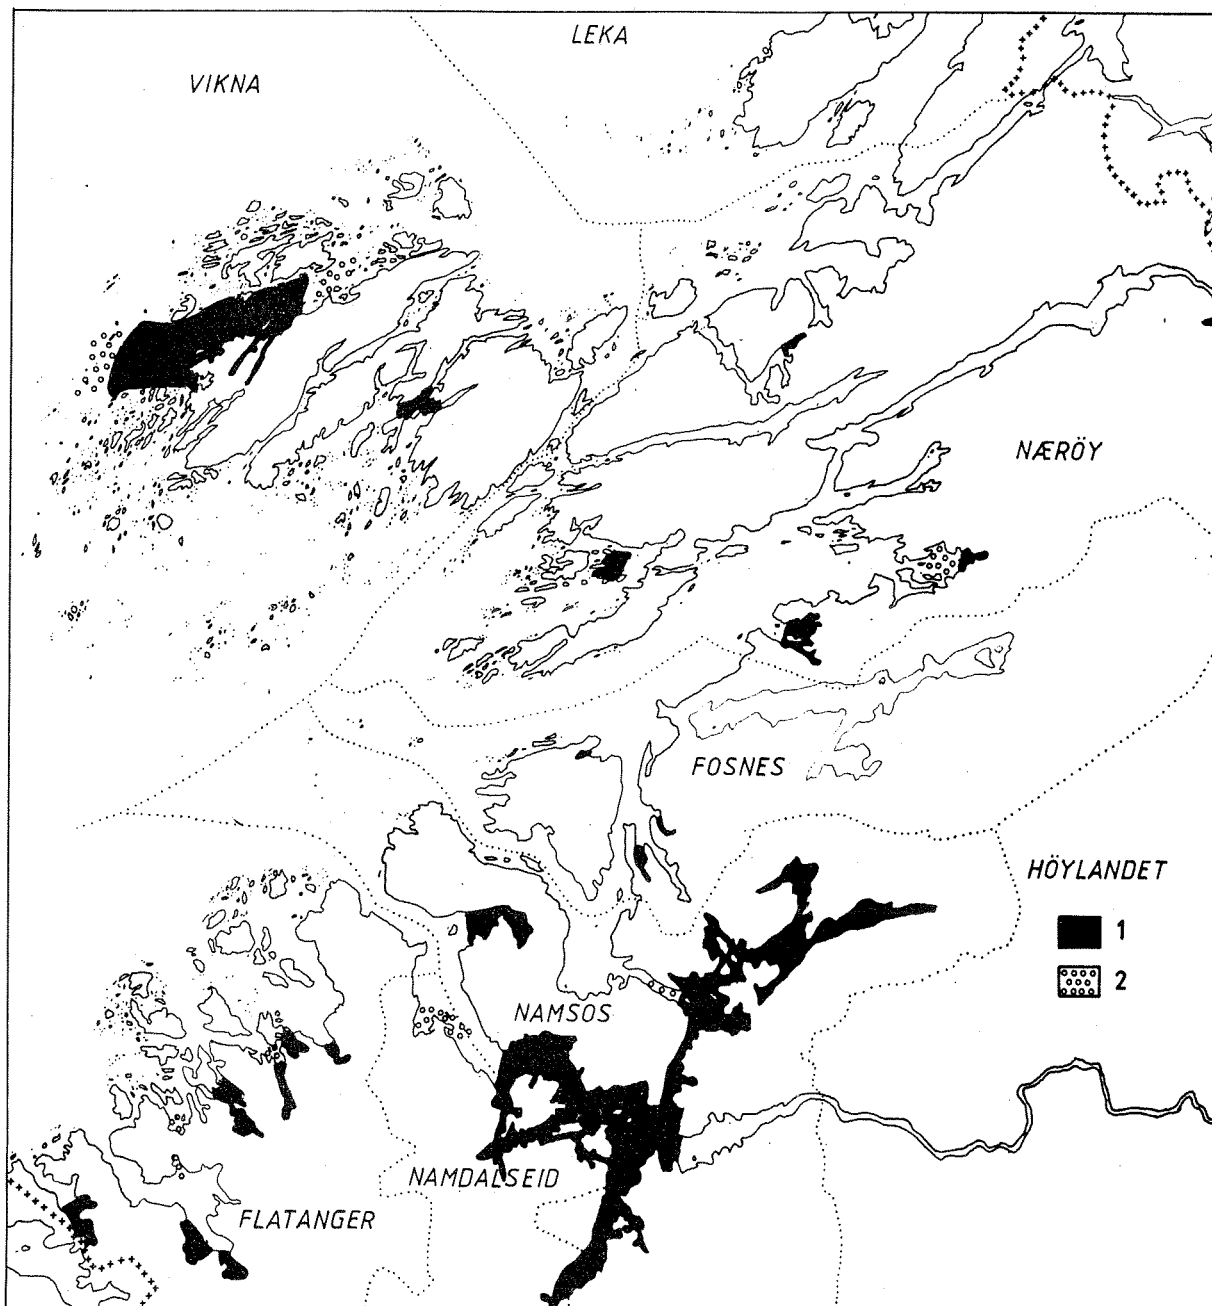 LEKA
VIKNA
NÆRÖY
FOSNES
HÖYLANDET
1
2
NAMSOS
NAMDALSEID
FLATANGER